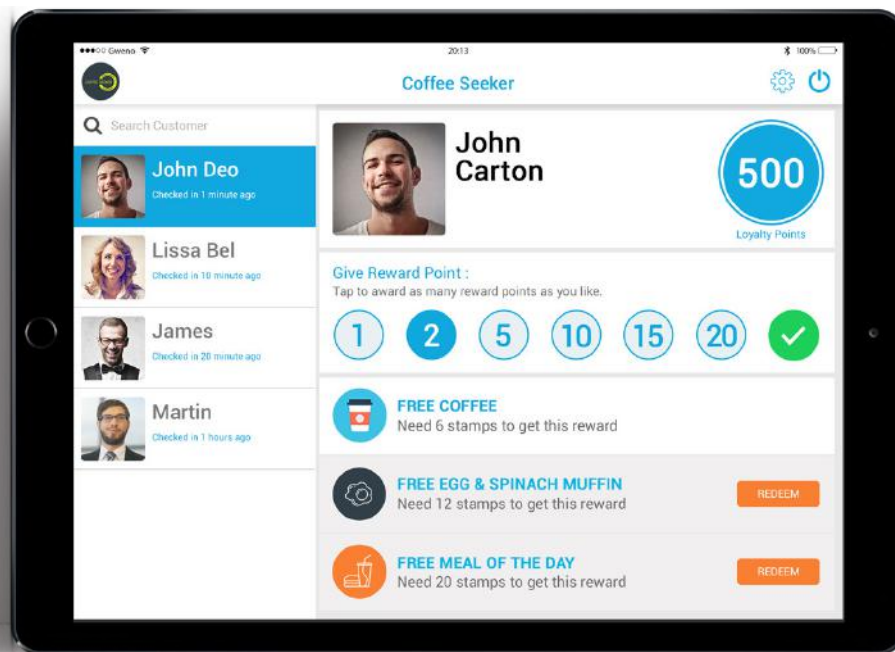 Gweno
20:13
100%
Coffee Seeker
Search Customer
John Deo
Checked in 1 minute ago
Lissa Bel
Checked in 10 minute ago
James
Checked in 20 minute ago
Martin
Checked in 1 hours ago
John
Carton
500
Loyalty Points
Give Reward Point :
Tap to award as many reward points as you like.
1 2 5 10 15 20
FREE COFFEE
Need 6 stamps to get this reward
FREE EGG & SPINACH MUFFIN
Need 12 stamps to get this reward
REDEEM
FREE MEAL OF THE DAY
Need 20 stamps to get this reward
REDEEM